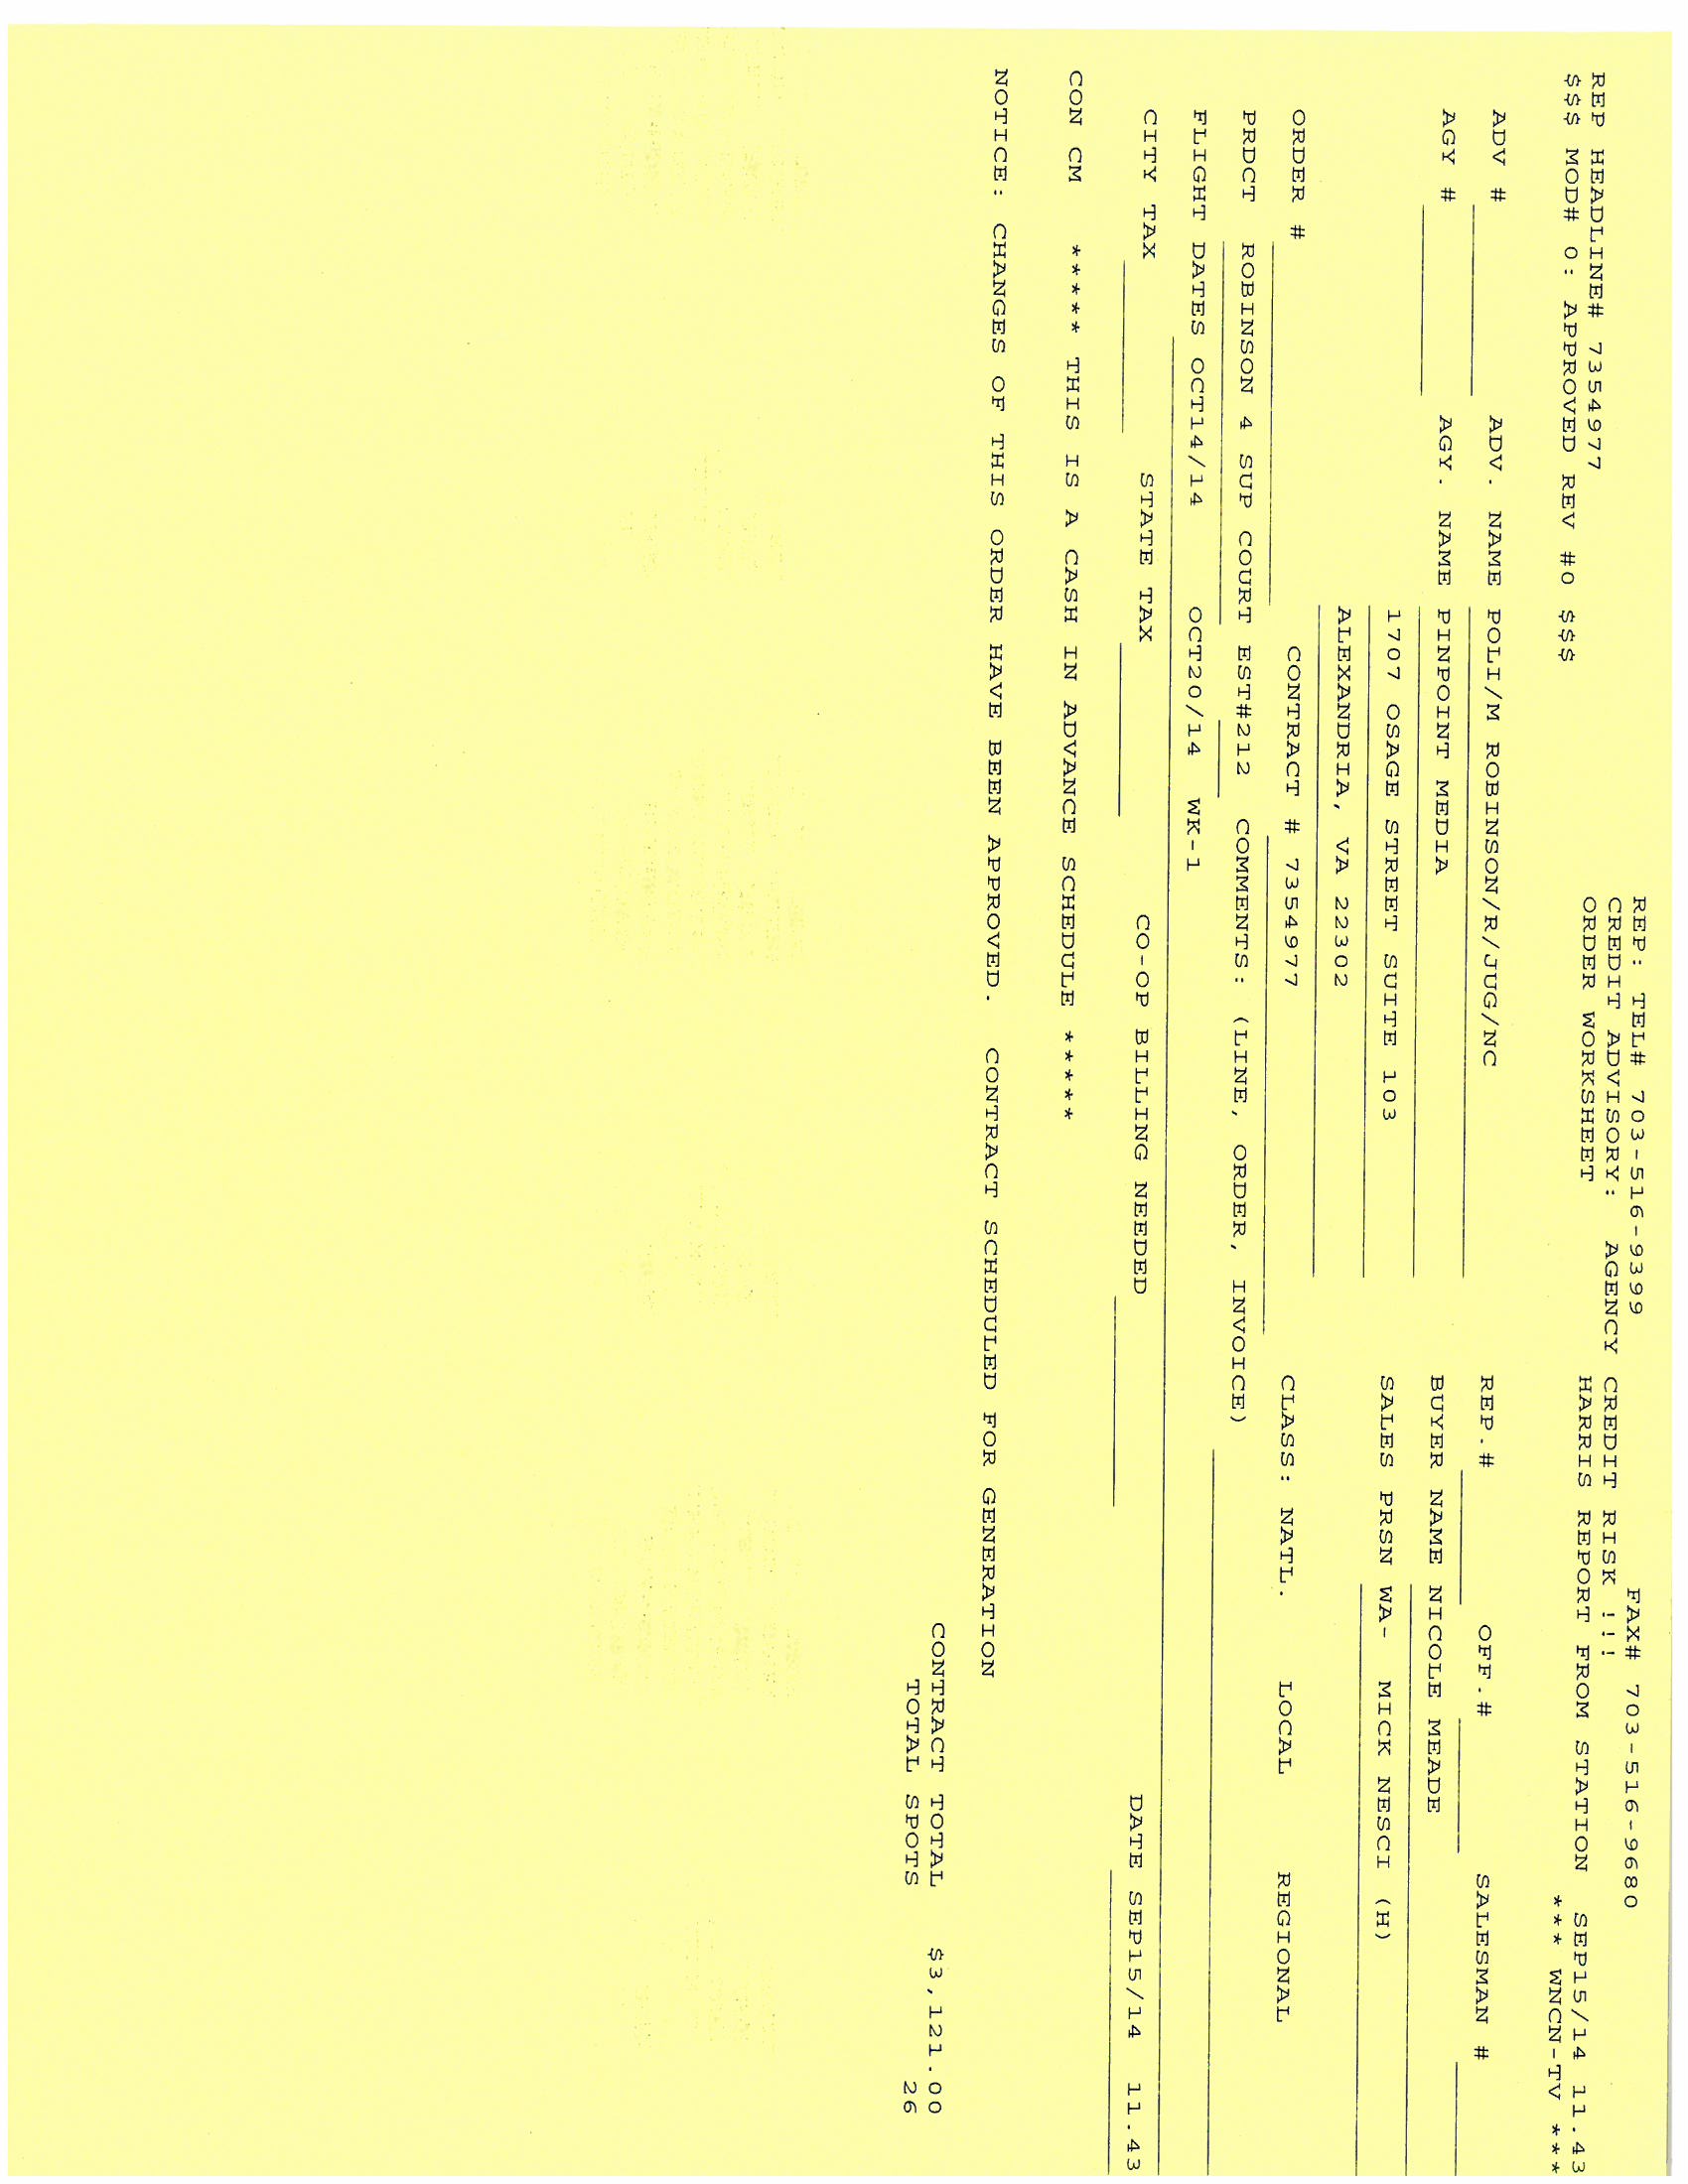 REP: TEL# 703-516-9399 FAX# 703-516-9680
CREDIT ADVISORY: AGENCY CREDIT RISK !!!
REP HEADLINE# 7354977 ORDER WORKSHEET HARRIS REPORT FROM STATION SEP15/14 11.43
$$$ MOD# 0: APPROVED REV #0 $$$ *** WNCN-TV ***
ADV # ADV. NAME POLI/M ROBINSON/R/JUG/NC REP.# OFF.# SALESMAN #
AGY # AGY. NAME PINPOINT MEDIA BUYER NAME NICOLE MEADE
1707 OSAGE STREET SUITE 103 SALES PRSN WA- MICK NESCI (H)
ALEXANDRIA, VA 22302
ORDER # CONTRACT # 7354977 CLASS: NATL. LOCAL REGIONAL
PRDCT ROBINSON 4 SUP COURT EST#212 COMMENTS: (LINE, ORDER, INVOICE)
FLIGHT DATES OCT14/14 OCT20/14 WK-1
CITY TAX STATE TAX CO-OP BILLING NEEDED DATE SEP15/14 11.43
CON CM ***** THIS IS A CASH IN ADVANCE SCHEDULE *****
NOTICE: CHANGES OF THIS ORDER HAVE BEEN APPROVED. CONTRACT SCHEDULED FOR GENERATION
CONTRACT TOTAL $3,121.00
TOTAL SPOTS 26